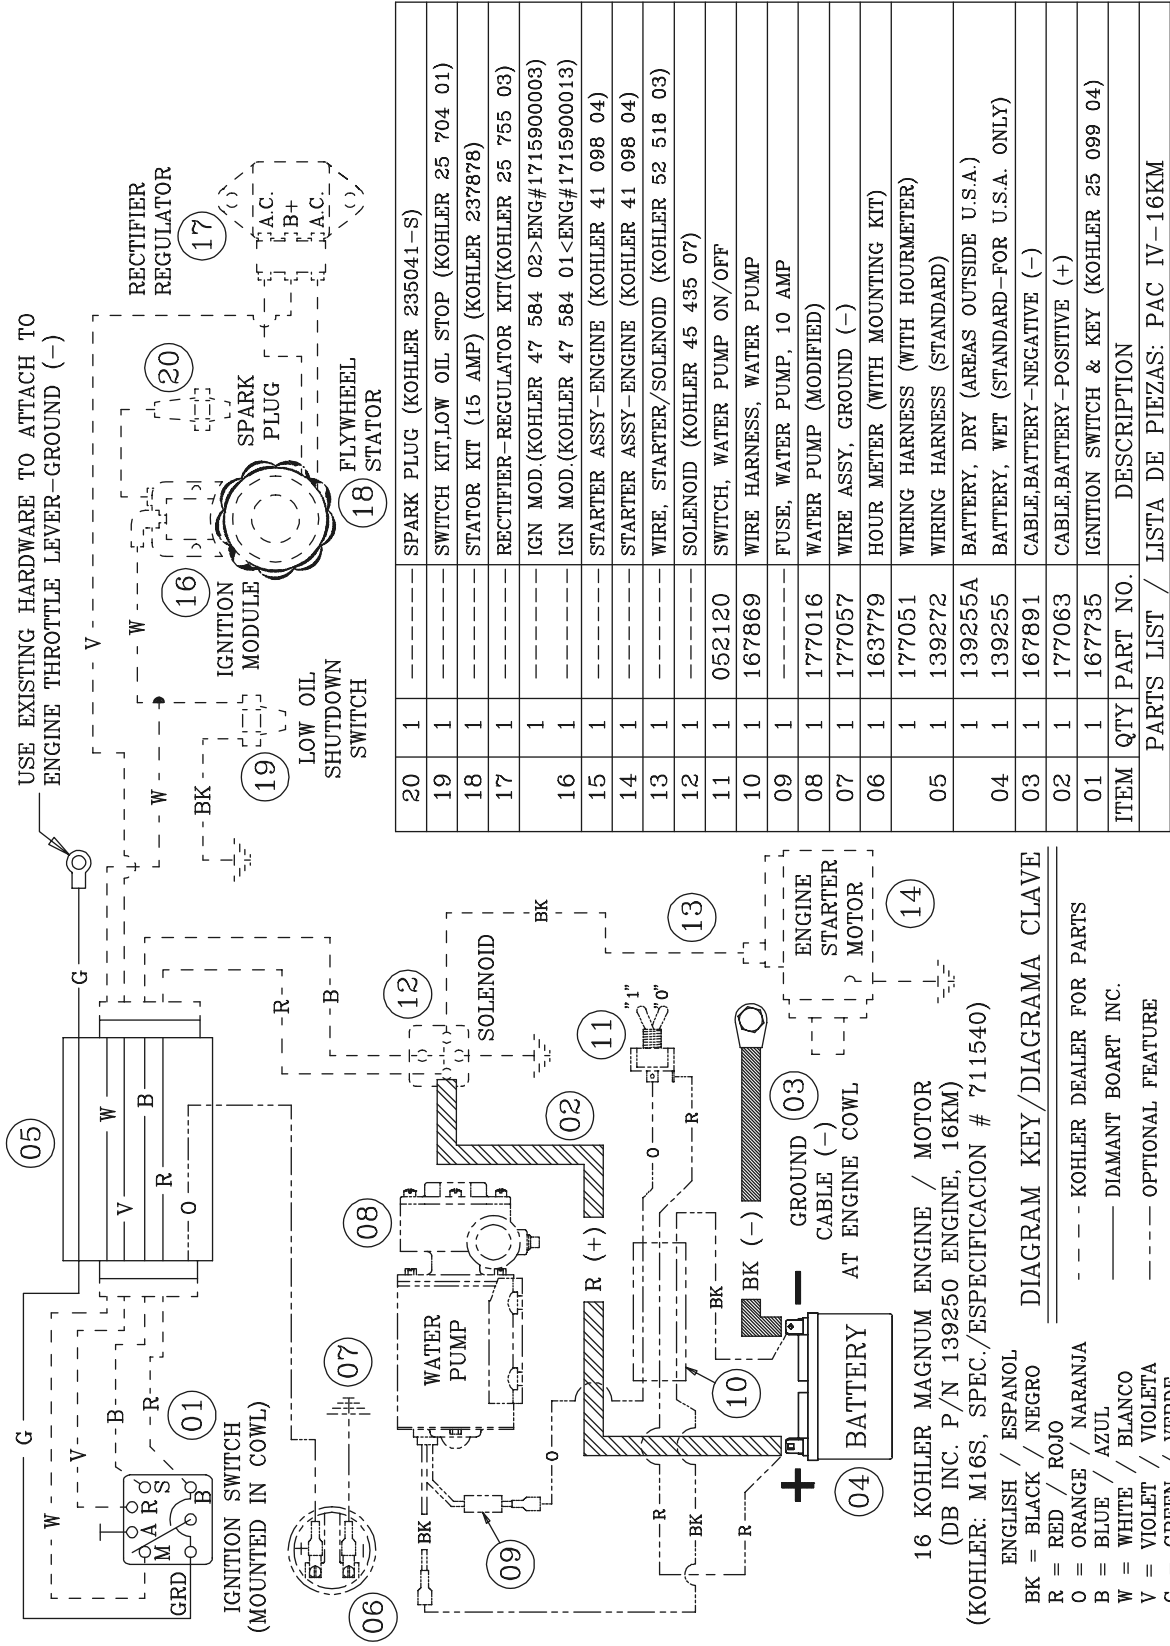 USE EXISTING HARDWARE TO ATTACH TO
ENGINE THROTTLE LEVER-GROUND (-)
RECTIFIER
REGULATOR
17
A.C.
B+
A.C.
20
SPARK
PLUG
FLYWHEEL
STATOR
18
16
IGNITION
MODULE
19
LOW OIL
SHUTDOWN
SWITCH
V
W
W
BK
G
05
W
V
B
R
O
G
W
V
B
R
01
M A R S
B
GRD
IGNITION SWITCH
(MOUNTED IN COWL)
06
07
+
-
R
B
12
SOLENOID
BK
13
ENGINE
STARTER
MOTOR
14
08
WATER
PUMP
02
R (+)
11
"1"
"0"
O
R
BK
09
O
10
R
BK
R
BK
BK (-)
03
GROUND
CABLE (-)
AT ENGINE COWL
+
-
BATTERY
04
16 KOHLER MAGNUM ENGINE / MOTOR
(DB INC. P/N 139250 ENGINE, 16KM)
(KOHLER: M16S, SPEC./ESPECIFICACION # 711540)
ENGLISH / ESPANOL
BK = BLACK / NEGRO
R = RED / ROJO
O = ORANGE / NARANJA
B = BLUE / AZUL
W = WHITE / BLANCO
V = VIOLET / VIOLETA
DIAGRAM KEY/DIAGRAMA CLAVE
- - - KOHLER DEALER FOR PARTS
——— DIAMANT BOART INC.
—---— OPTIONAL FEATURE
20 1 ------ SPARK PLUG (KOHLER 235041-S)
19 1 ------ SWITCH KIT,LOW OIL STOP (KOHLER 25 704 01)
18 1 ------ STATOR KIT (15 AMP) (KOHLER 237878)
17 1 ------ RECTIFIER-REGULATOR KIT(KOHLER 25 755 03)
1 ------ IGN MOD.(KOHLER 47 584 02>ENG#1715900003)
16 1 ------ IGN MOD.(KOHLER 47 584 01<ENG#1715900013)
15 1 ------ STARTER ASSY-ENGINE (KOHLER 41 098 04)
14 1 ------ STARTER ASSY-ENGINE (KOHLER 41 098 04)
13 1 ------ WIRE, STARTER/SOLENOID (KOHLER 52 518 03)
12 1 ------ SOLENOID (KOHLER 45 435 07)
11 1 052120 SWITCH, WATER PUMP ON/OFF
10 1 167869 WIRE HARNESS, WATER PUMP
09 1 ------ FUSE, WATER PUMP, 10 AMP
08 1 177016 WATER PUMP (MODIFIED)
07 1 177057 WIRE ASSY, GROUND (-)
06 1 163779 HOUR METER (WITH MOUNTING KIT)
1 177051 WIRING HARNESS (WITH HOURMETER)
05 1 139272 WIRING HARNESS (STANDARD)
1 139255A BATTERY, DRY (AREAS OUTSIDE U.S.A.)
04 1 139255 BATTERY, WET (STANDARD-FOR U.S.A. ONLY)
03 1 167891 CABLE,BATTERY-NEGATIVE (-)
02 1 177063 CABLE,BATTERY-POSITIVE (+)
01 1 167735 IGNITION SWITCH & KEY (KOHLER 25 099 04)
ITEM QTY PART NO. DESCRIPTION
PARTS LIST / LISTA DE PIEZAS: PAC IV-16KM